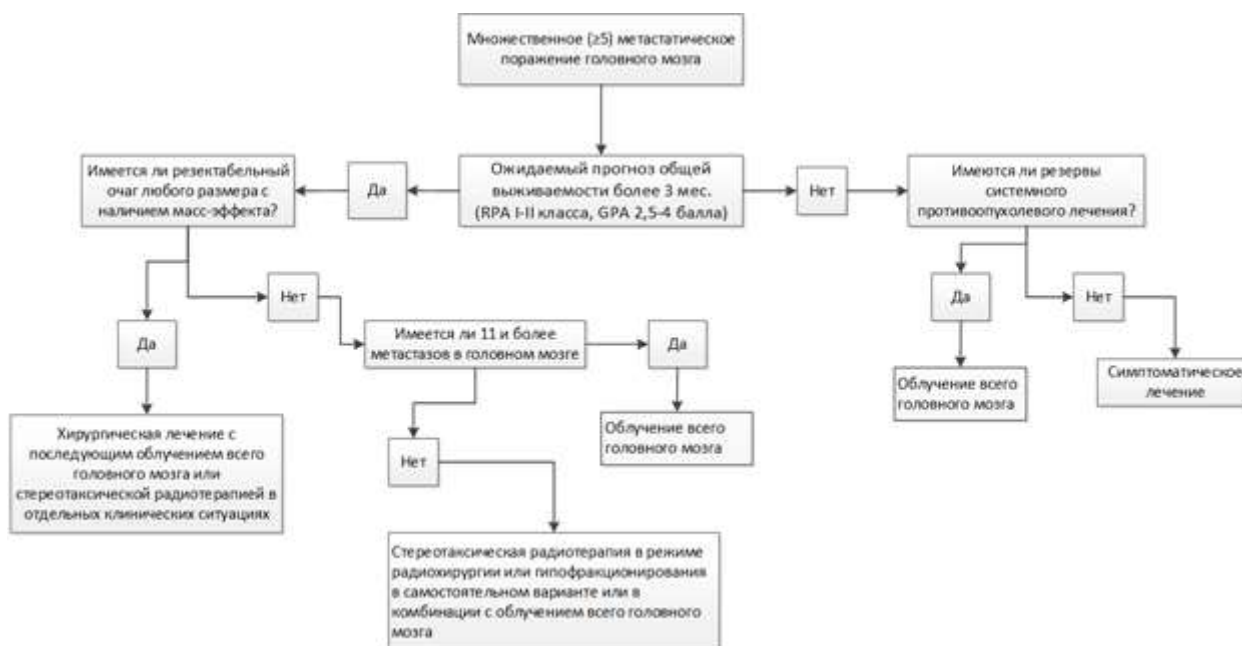 Множественное (≥5) метастатическое
поражение головного мозга
Имеется ли резектабельный
очаг любого размера с
наличием масс-эффекта?
Да
Ожидаемый прогноз общей
выживаемости более 3 мес.
(RPA I-II класса, GPA 2,5-4 балла)
Нет
Имеются ли резервы
системного
противоопухолевого лечения?
Да
Нет
Имеется ли 11 и более
метастазов в головном мозге
Да
Да
Нет
Хирургическая лечение с
последующим облучением всего
головного мозга или
стереотаксической радиотерапией в
отдельных клинических ситуациях
Нет
Облучение всего
головного мозга
Облучение всего
головного мозга
Симптоматическое
лечение
Стереотаксическая радиотерапия в режиме
радиохирургии или гипофракционирования
в самостоятельном варианте или в
комбинации с облучением всего головного
мозга